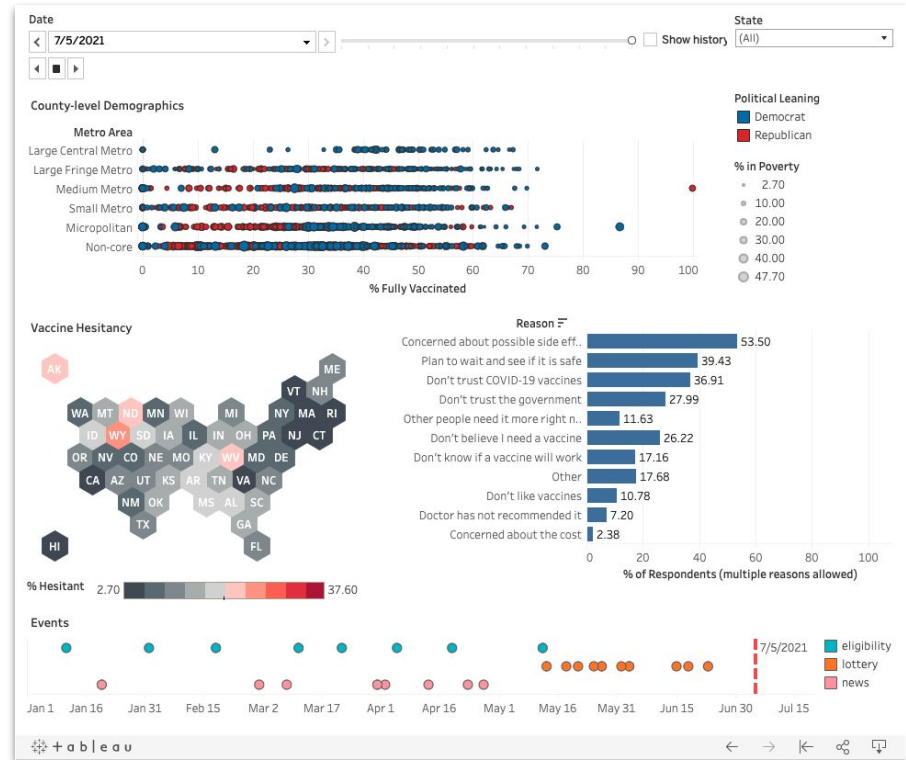 Date
State
7/5/2021
Show history
(All)
County-level Demographics
Political Leaning
Democrat
Republican
Metro Area
Large Central Metro
Large Fringe Metro
Medium Metro
Small Metro
Micropolitan
Non-core
0 10 20 30 40 50 60 70 80 90 100
% Fully Vaccinated
% in Poverty
2.70
10.00
20.00
30.00
40.00
47.70
Vaccine Hesitancy
AK ME
VT NH
WA MT ND MN WI MI NY MA RI
ID WY SD IA IL IN OH PA NJ CT
OR NV CO NE MO KY WV MD DE
CA AZ UT KS AR TN VA NC
NM OK MS AL SC
TX GA
HI FL
% Hesitant 2.70 37.60
Reason
Concerned about possible side eff.. 53.50
Plan to wait and see if it is safe 39.43
Don't trust COVID-19 vaccines 36.91
Don't trust the government 27.99
Other people need it more right n.. 11.63
Don't believe I need a vaccine 26.22
Don't know if a vaccine will work 17.16
Other 17.68
Don't like vaccines 10.78
Doctor has not recommended it 7.20
Concerned about the cost 2.38
0 20 40 60 80 100
% of Respondents (multiple reasons allowed)
Events
7/5/2021
eligibility
lottery
news
Jan 1 Jan 16 Jan 31 Feb 15 Mar 2 Mar 17 Apr 1 Apr 16 May 1 May 16 May 31 Jun 15 Jun 30 Jul 15
+ a b l e a u